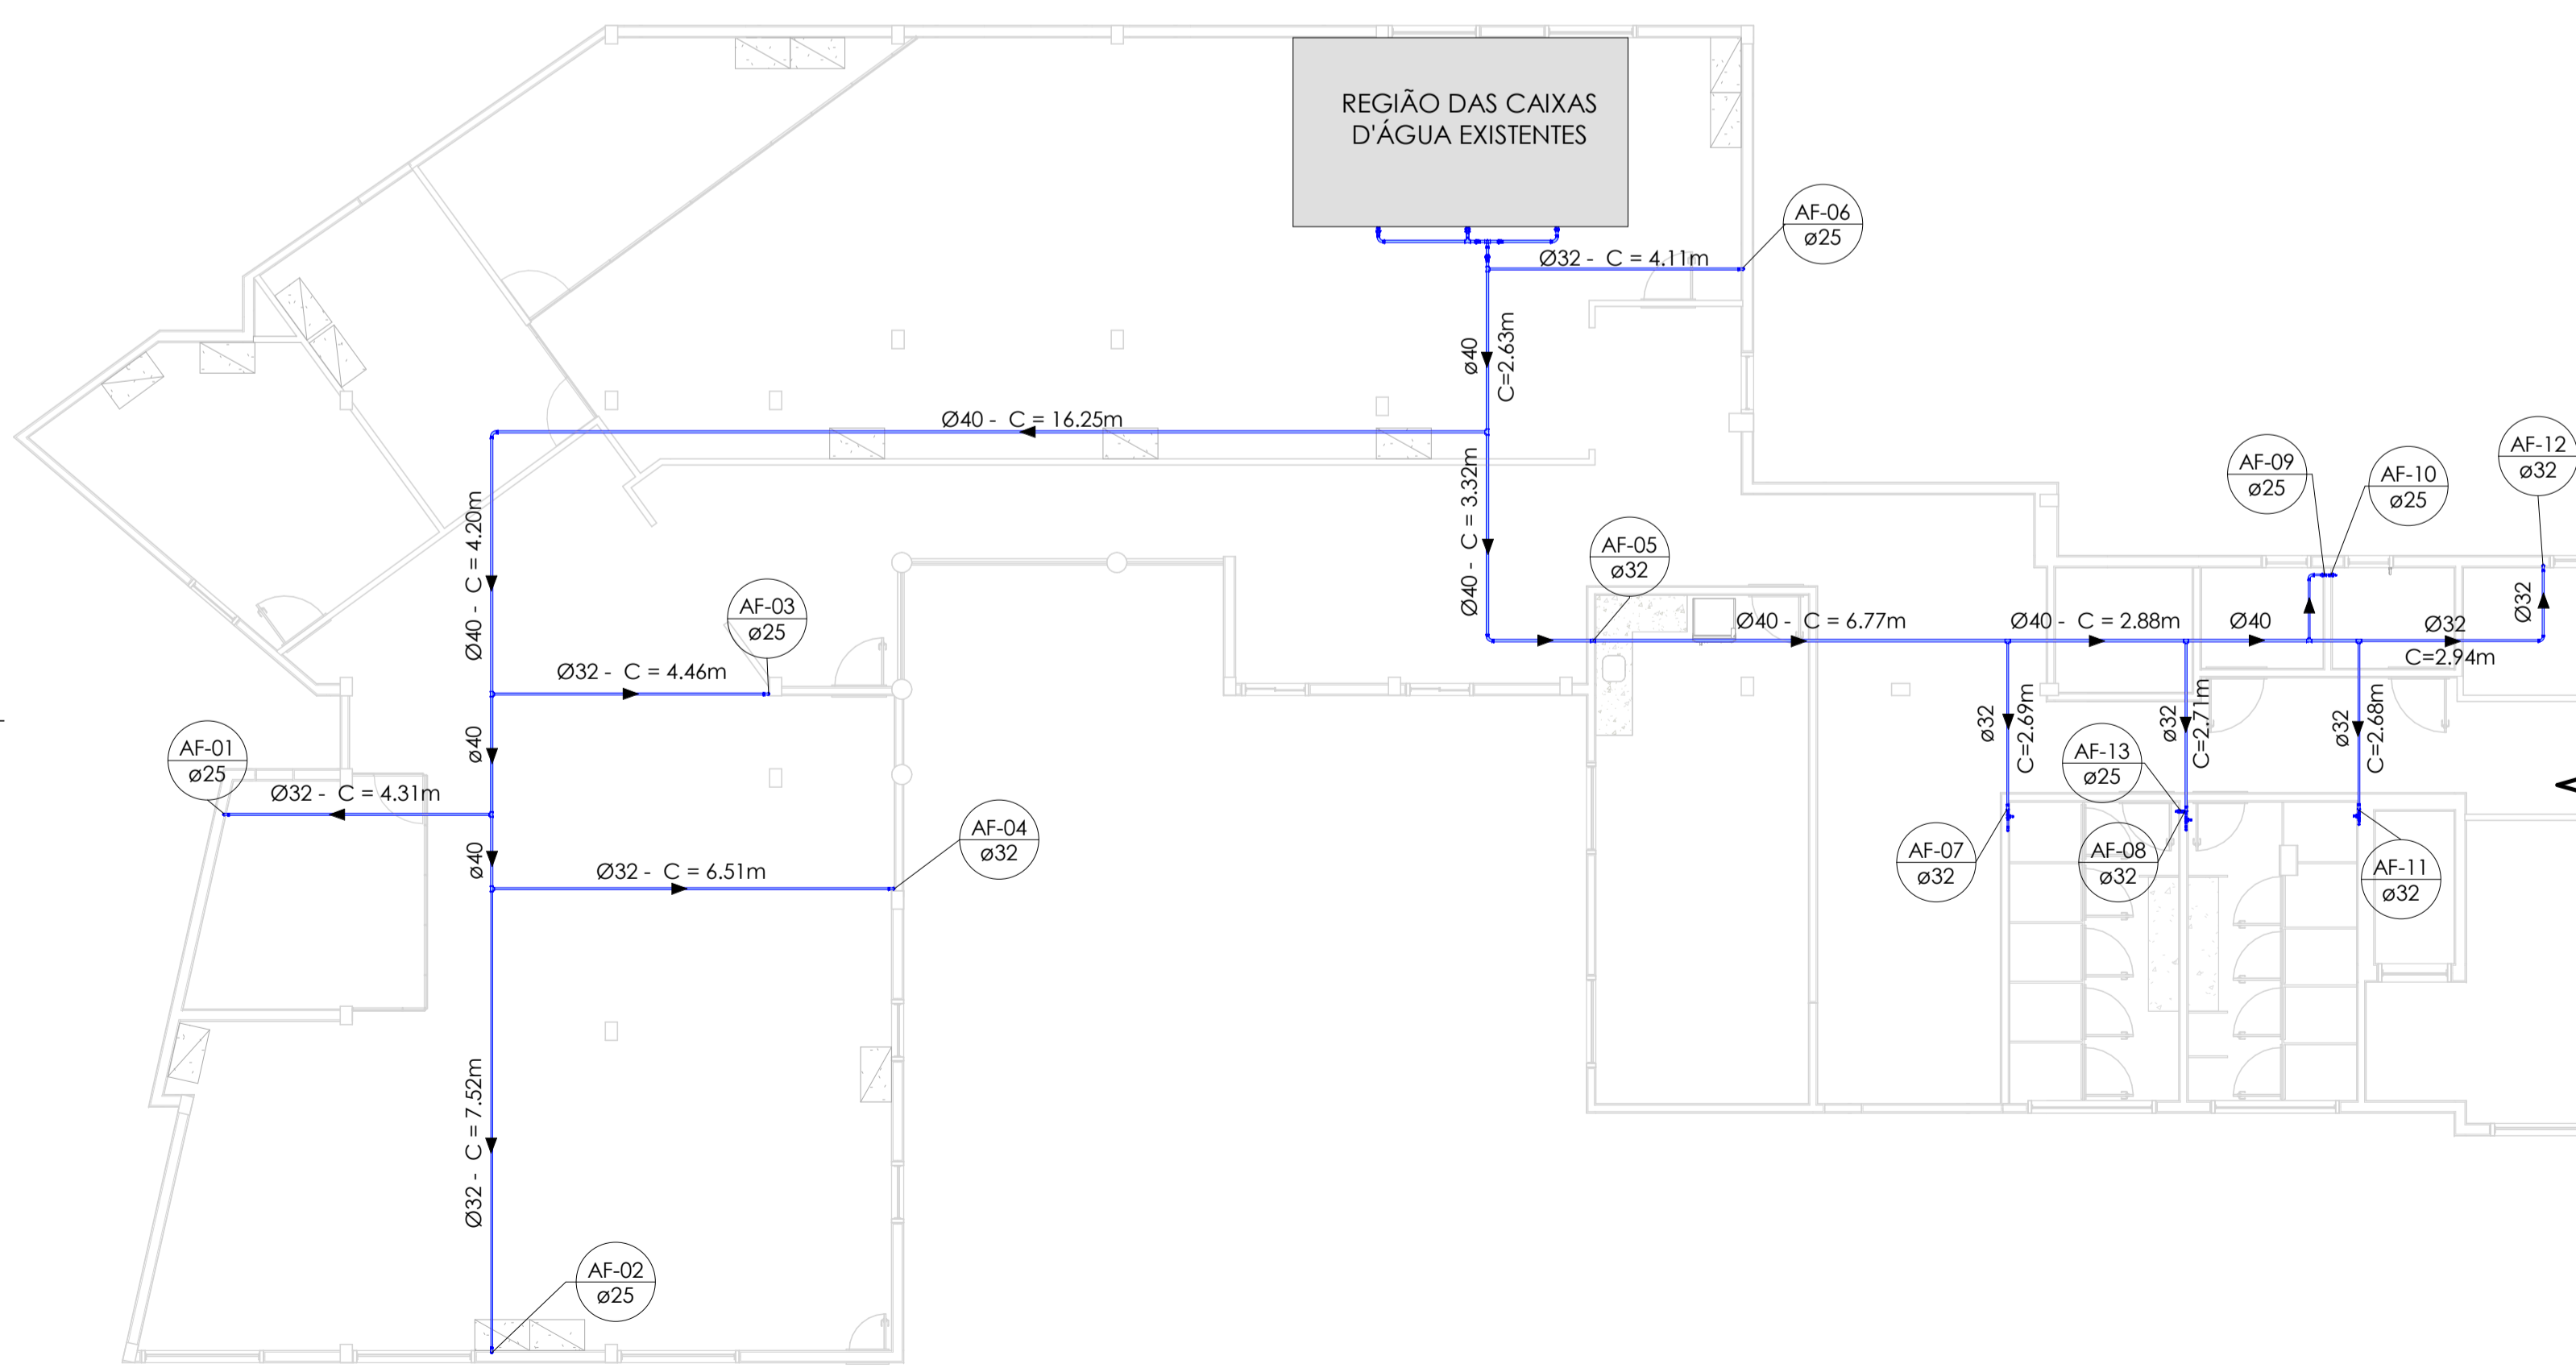 REGIÃO DAS CAIXAS
D'ÁGUA EXISTENTES
AF-06
ø25
Ø32 - C = 4.11m
ø40
C=2.63m
Ø40 - C = 16.25m
Ø40 - C = 3.32m
Ø40 - C = 4.20m
AF-05
ø32
AF-09
ø25
AF-10
ø25
AF-12
ø32
AF-03
ø25
Ø32 - C = 4.46m
Ø40 - C = 6.77m
Ø40 - C = 2.88m
Ø40
Ø32
C=2.94m
Ø32
ø40
AF-01
ø25
Ø32 - C = 4.31m
ø40
ø32
C=2.69m
AF-13
ø25
ø32
C=2.71m
ø32
C=2.68m
AF-04
ø32
Ø32 - C = 6.51m
AF-07
ø32
AF-08
ø32
AF-11
ø32
Ø32 - C = 7.52m
AF-02
ø25